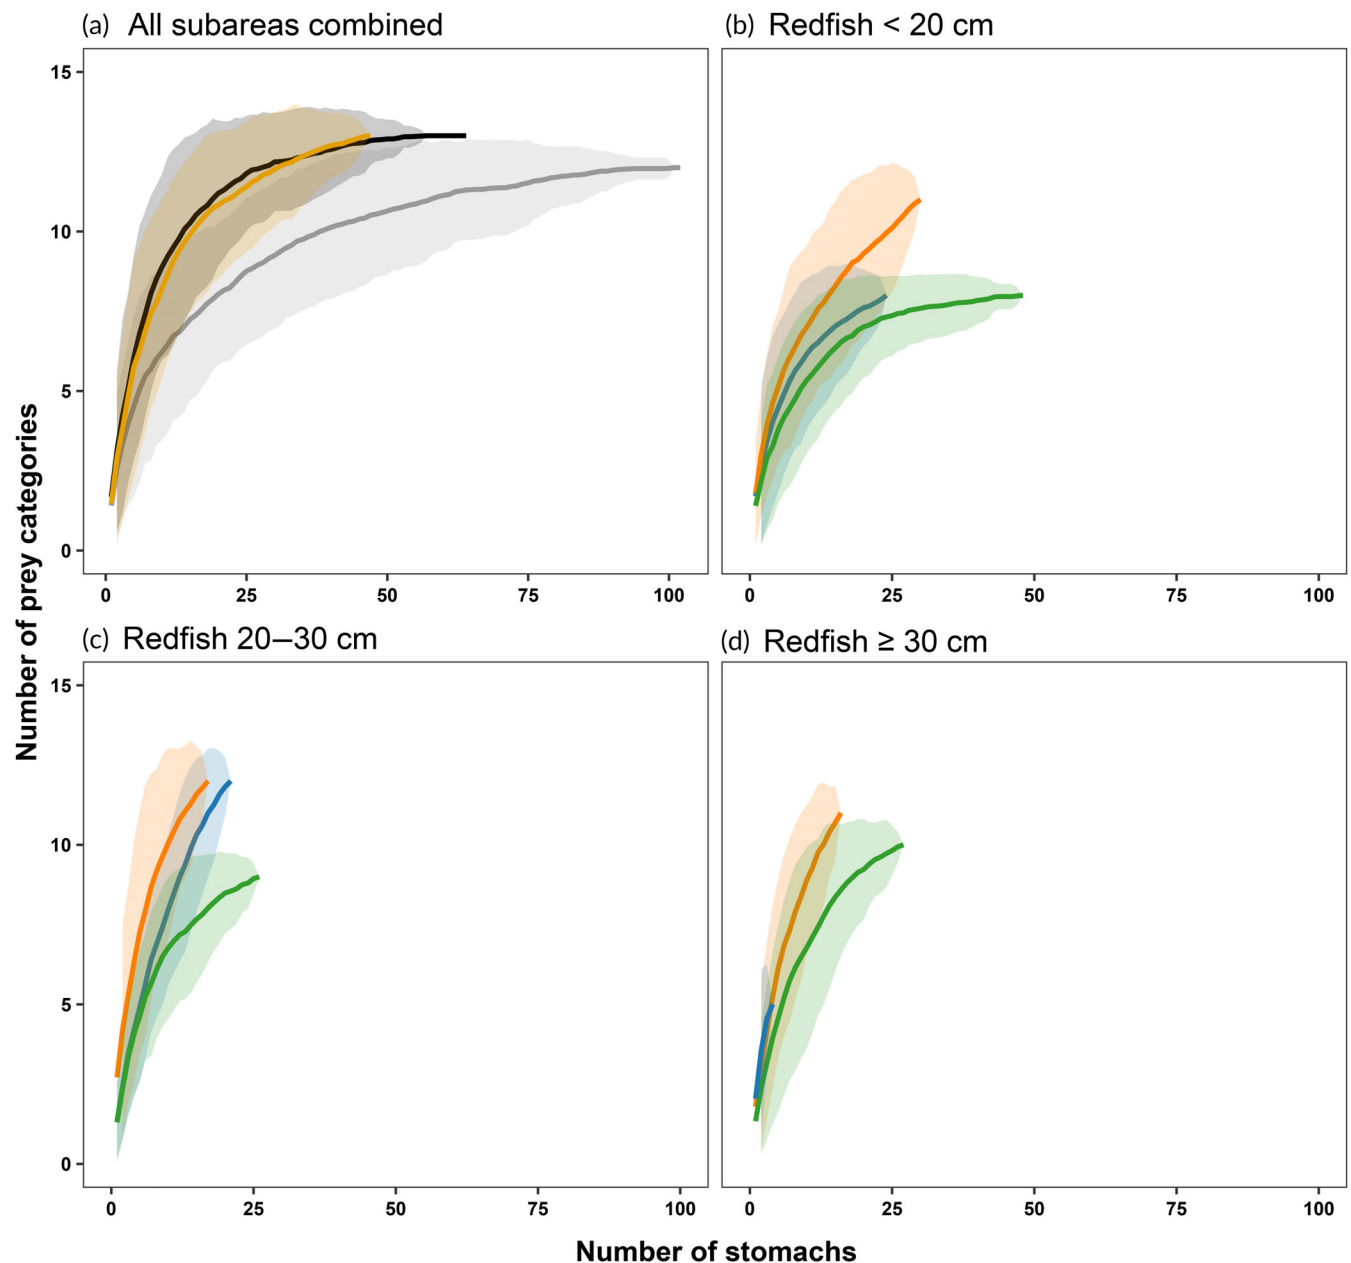 (a) All subareas combined
(b) Redfish < 20 cm
15
10
5
0
0 25 50 75 100
0 25 50 75 100
Number of prey categories
(c) Redfish 20–30 cm
(d) Redfish ≥ 30 cm
15
10
5
0
0 25 50 75 100
0 25 50 75 100
Number of stomachs